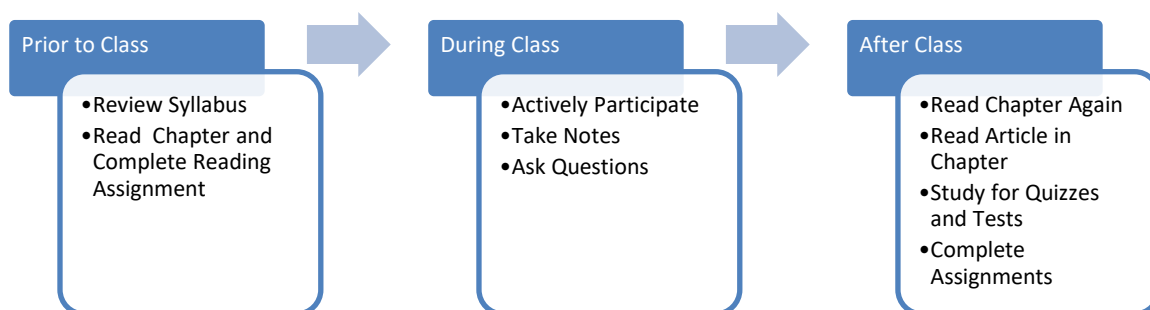 Prior to Class
•Review Syllabus
•Read Chapter and
Complete Reading
Assignment
During Class
•Actively Participate
•Take Notes
•Ask Questions
After Class
•Read Chapter Again
•Read Article in
Chapter
•Study for Quizzes
and Tests
•Complete
Assignments